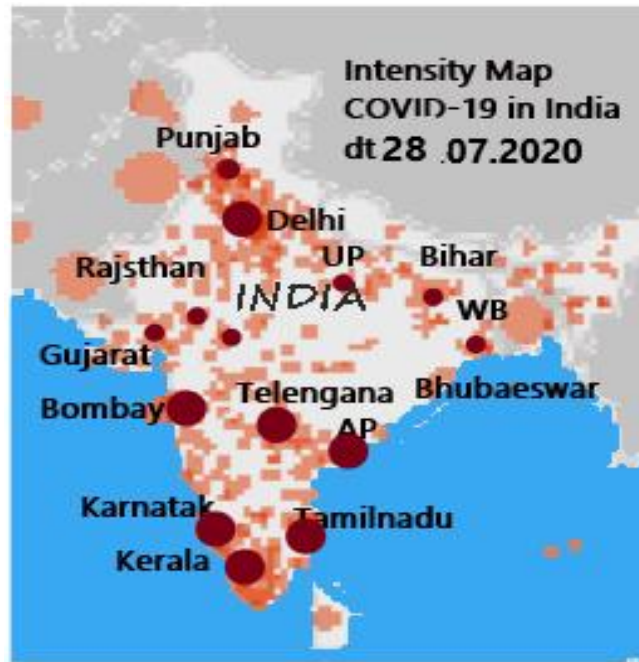 Intensity Map
COVID-19 in India
dt 28 .07.2020
Punjab
Delhi
Rajsthan
UP
Bihar
INDIA
WB
Gujarat
Telengana
Bhubaeswar
Bombay
AP
Karnatak
Tamilnadu
Kerala